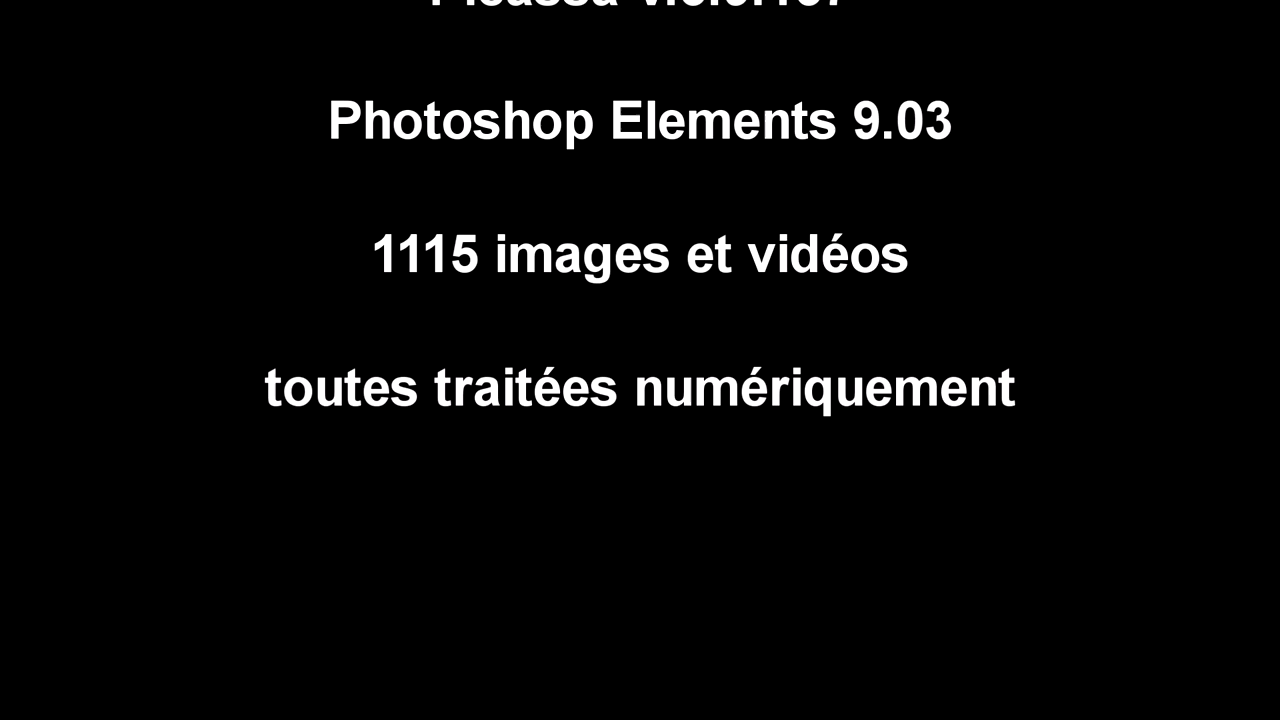 Photoshop Elements 9.03
1115 images et vidéos
toutes traitées numériquement